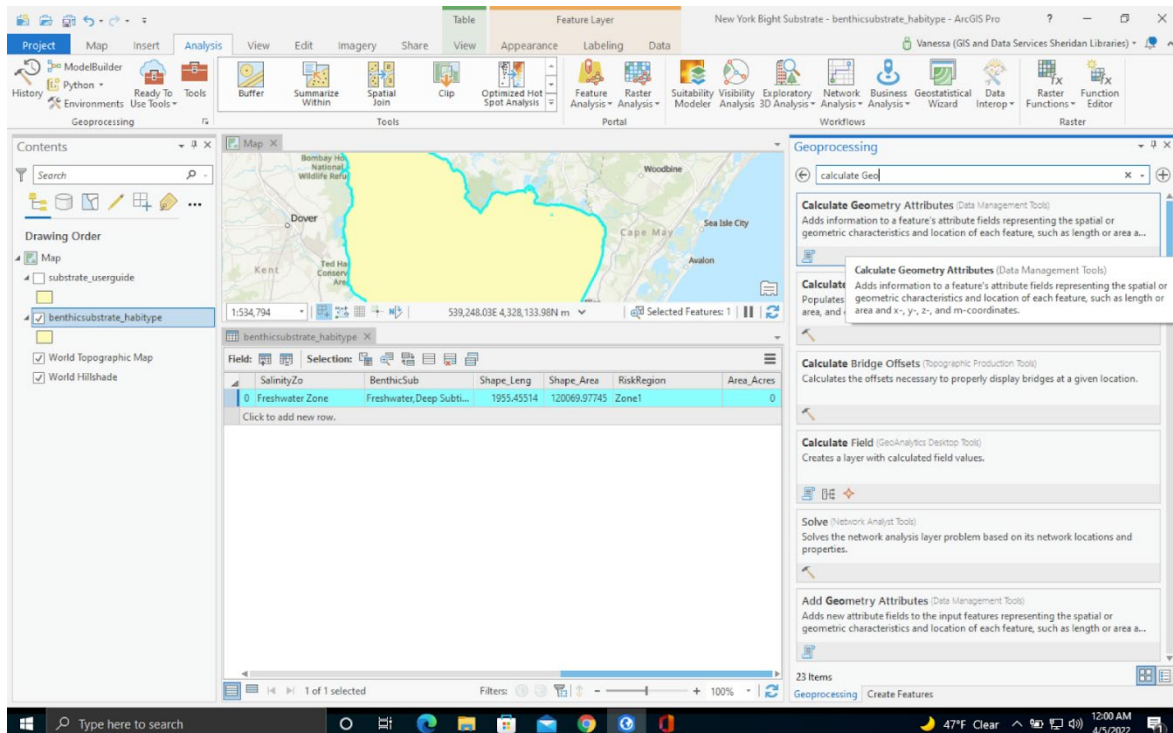 Table
Feature Layer
New York Bight Substrate - benthicsubstrate_habitype - ArcGIS Pro
?
Project Map Insert Analysis View Edit Imagery Share View Appearance Labeling Data
Vanessa (GIS and Data Services Sheridan Libraries)
History
ModelBuilder
Python
Environments
Ready To Use Tools
Tools
Geoprocessing
Buffer
Summarize Within
Spatial Join
Clip
Optimized Hot Spot Analysis
Tools
Feature Analysis
Raster Analysis
Portal
Suitability Modeler
Visibility Analysis
Exploratory 3D Analysis
Network Analysis
Business Analysis
Geostatistical Wizard
Data Interop
Workflows
Raster Functions
Function Editor
Raster
Contents
Search
Drawing Order
Map
substrate_userguide
benthicsubstrate_habitype
World Topographic Map
World Hillshade
Map
Bombay Ho
National
Wildlife Refu
Dover
Kent
Ted Ha
Conserv
Are
Woodbine
Sea Isle City
Cape May
Avalon
1:534,794
539,248.03E 4,328,133.98N m
Selected Features: 1
benthicsubstrate_habitype
Field:
Selection:
SalinityZo BenthicSub Shape_Leng Shape_Area RiskRegion Area_Acres
0 Freshwater Zone Freshwater,Deep Subti... 1955.45514 120069.97745 Zone1 0
Click to add new row.
1 of 1 selected
Filters:
100%
Geoprocessing
calculate Geo
Calculate Geometry Attributes (Data Management Tools)
Adds information to a feature's attribute fields representing the spatial or
geometric characteristics and location of each feature, such as length or area a...
Calculate Geometry Attributes (Data Management Tools)
Adds information to a feature's attribute fields representing the spatial or
geometric characteristics and location of each feature, such as length or
area and x-, y-, z-, and m-coordinates.
Calculate
Populates
area, and
Calculate Bridge Offsets (Topographic Production Tools)
Calculates the offsets necessary to properly display bridges at a given location.
Calculate Field (GeoAnalytics Desktop Tools)
Creates a layer with calculated field values.
Solve (Network Analyst Tools)
Solves the network analysis layer problem based on its network locations and
properties.
Add Geometry Attributes (Data Management Tools)
Adds new attribute fields to the input features representing the spatial or
geometric characteristics and location of each feature, such as length or area a...
23 Items
Geoprocessing Create Features
Type here to search
47°F Clear
12:00 AM
4/5/2022